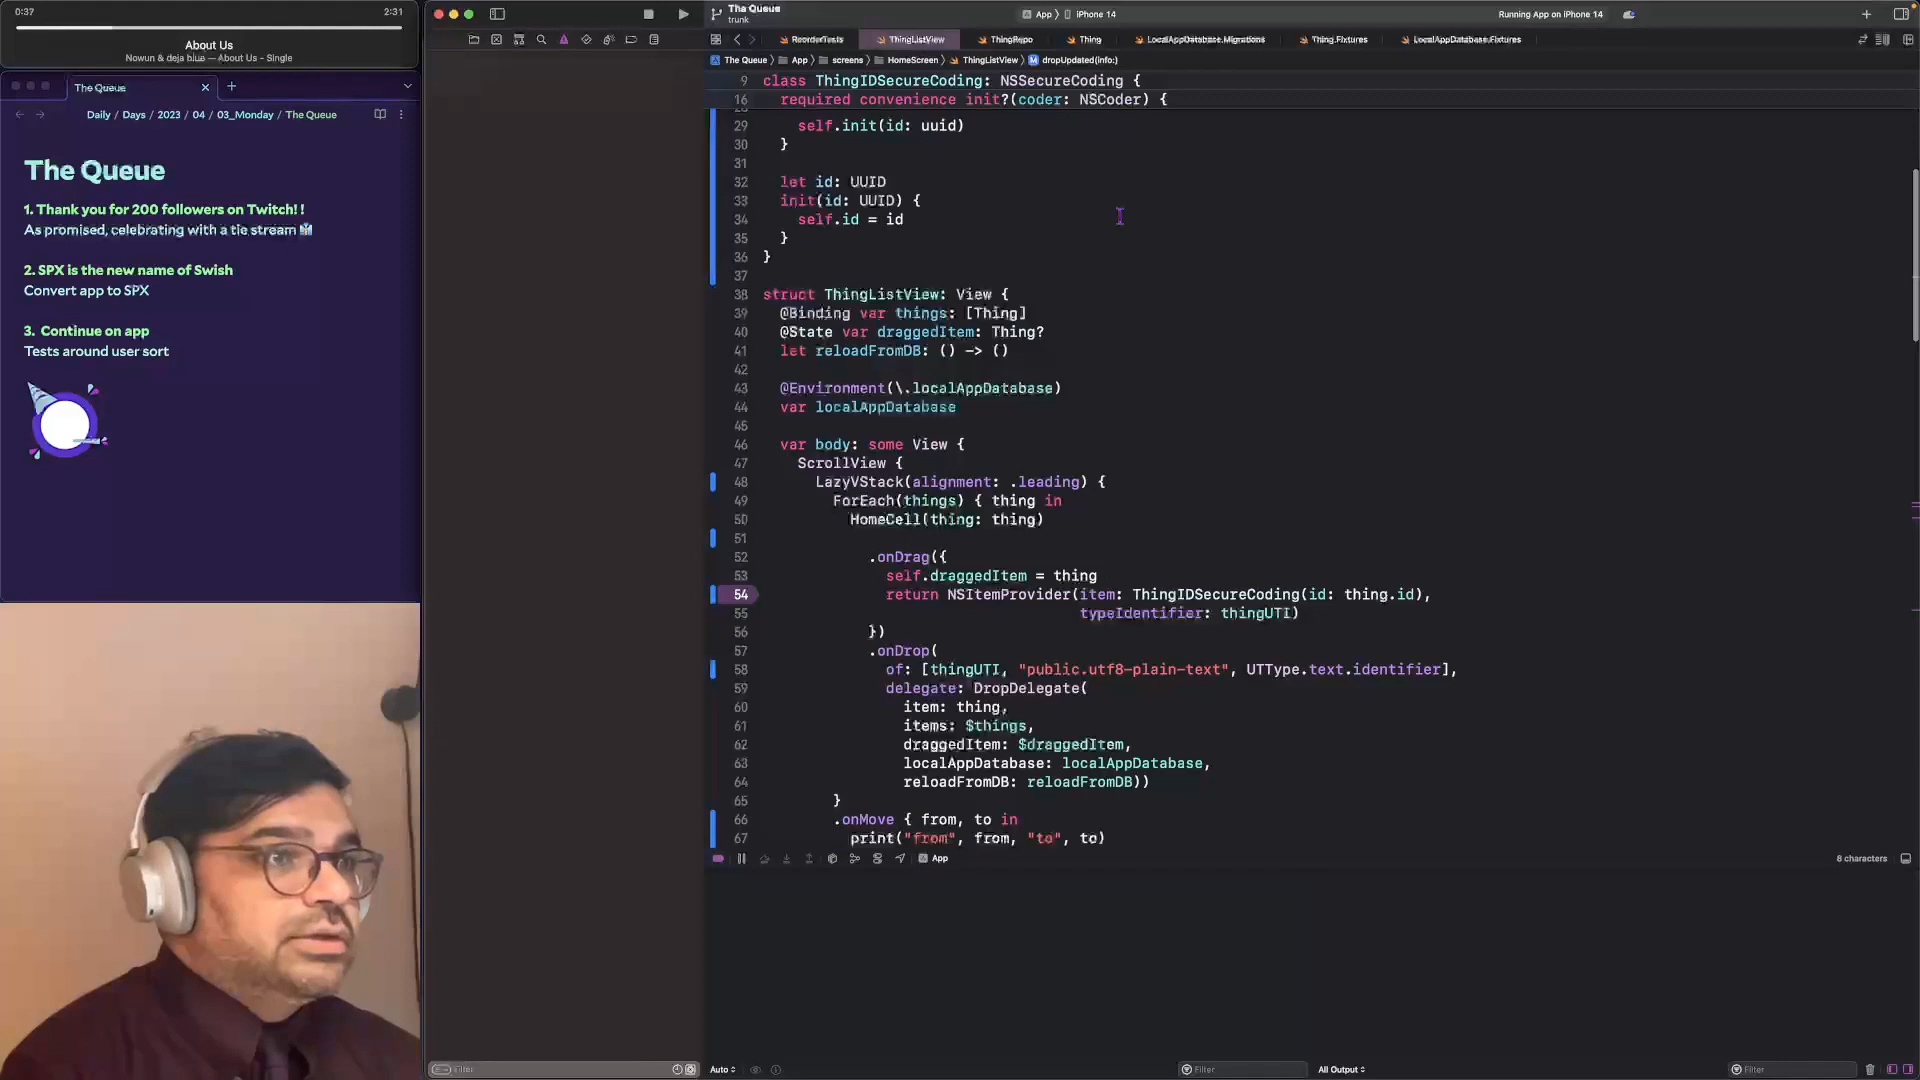 0:37
2:31
About Us
Nowun & deja blue — About Us - Single
The Queue
Daily / Days / 2023 / 04 / 03_Monday / The Queue
The Queue
1. Thank you for 200 followers on Twitch! !
As promised, celebrating with a tie stream
2. SPX is the new name of Swish
Convert app to SPX
3. Continue on app
Tests around user sort
The Queue
trunk
App 〉 iPhone 14
Running App on iPhone 14
ReorderTests
ThingListView
ThingRepo
Thing
LocalAppDatabase.Migrations
Thing.Fixtures
LocalAppDatabase.Fixtures
The Queue 〉 App 〉 screens 〉 HomeScreen 〉 ThingListView 〉 M dropUpdated(info:)
9 class ThingIDSecureCoding: NSSecureCoding {
16 required convenience init?(coder: NSCoder) {
29 self.init(id: uuid)
30 }
31
32 let id: UUID
33 init(id: UUID) {
34 self.id = id
35 }
36 }
37
38 struct ThingListView: View {
39 @Binding var things: [Thing]
40 @State var draggedItem: Thing?
41 let reloadFromDB: () -> ()
42
43 @Environment(\.localAppDatabase)
44 var localAppDatabase
45
46 var body: some View {
47 ScrollView {
48 LazyVStack(alignment: .leading) {
49 ForEach(things) { thing in
50 HomeCell(thing: thing)
51
52 .onDrag({
53 self.draggedItem = thing
54 return NSItemProvider(item: ThingIDSecureCoding(id: thing.id),
55 typeIdentifier: thingUTI)
56 })
57 .onDrop(
58 of: [thingUTI, "public.utf8-plain-text", UTType.text.identifier],
59 delegate: DropDelegate(
60 item: thing,
61 items: $things,
62 draggedItem: $draggedItem,
63 localAppDatabase: localAppDatabase,
64 reloadFromDB: reloadFromDB))
65 }
66 .onMove { from, to in
67 print("from", from, "to", to)
App
8 characters
Filter
Auto
Filter
All Output
Filter